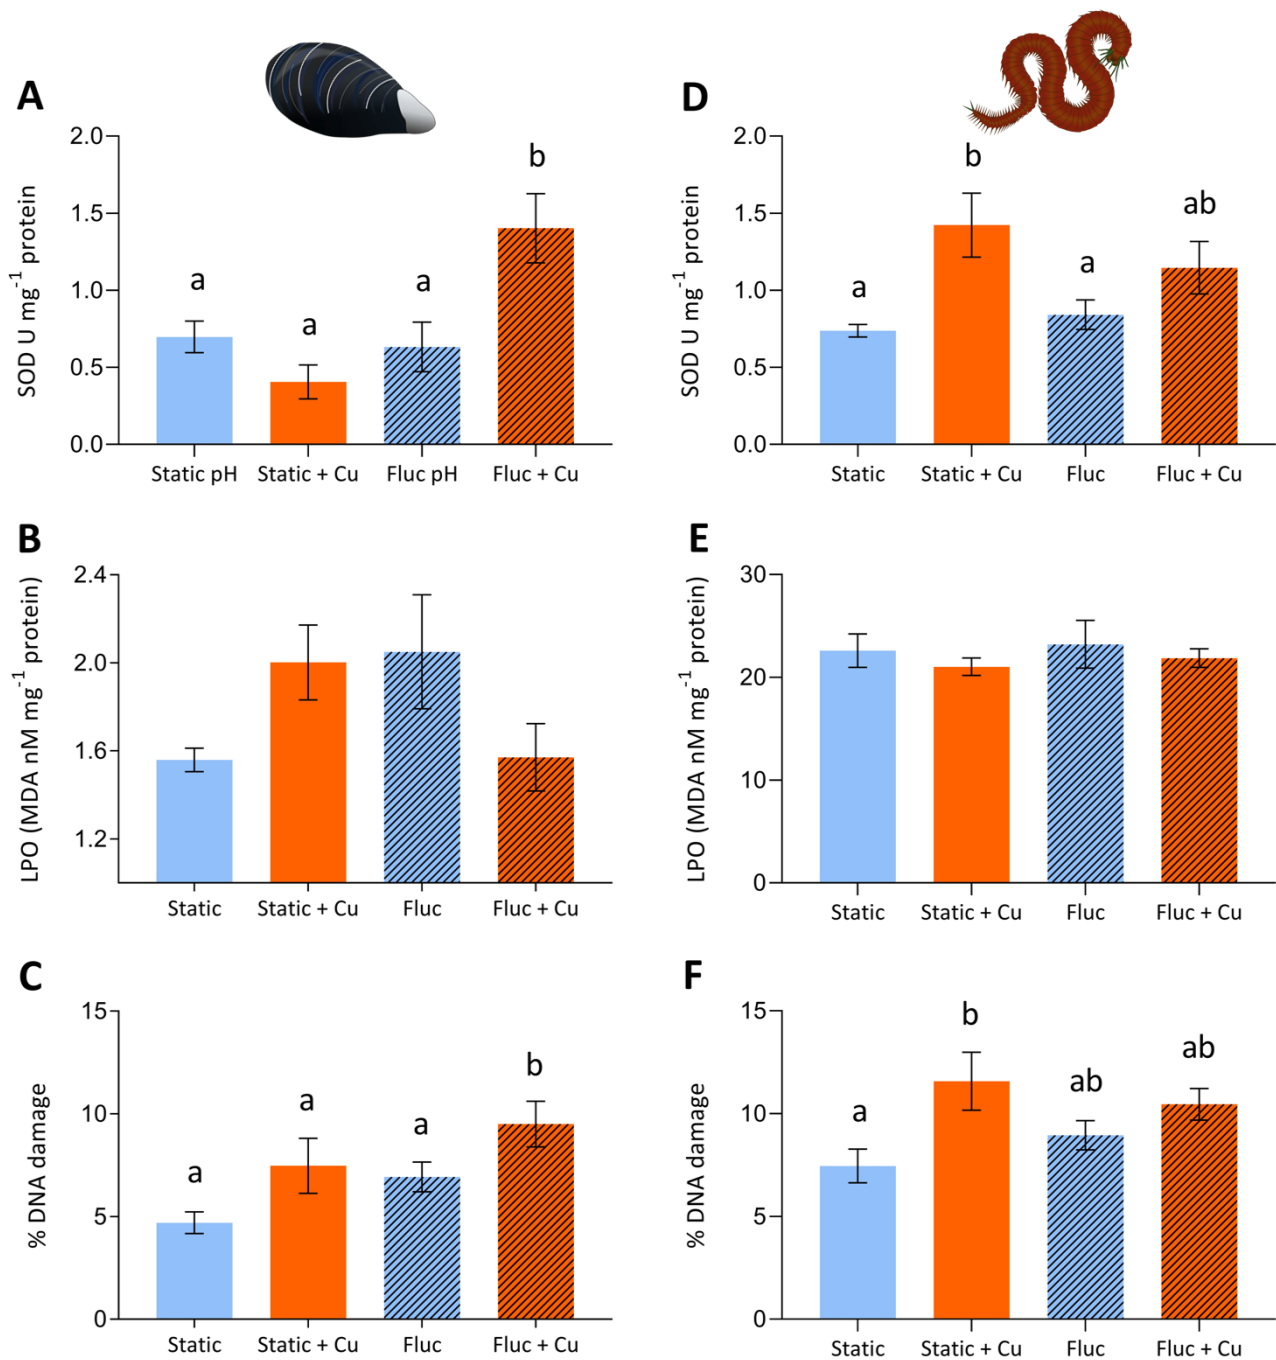 A
SOD U mg⁻¹ protein
2.0
1.5
1.0
0.5
0.0
a
a
a
b
Static pH
Static + Cu
Fluc pH
Fluc + Cu
D
SOD U mg⁻¹ protein
2.0
1.5
1.0
0.5
0.0
a
b
a
ab
Static
Static + Cu
Fluc
Fluc + Cu
B
LPO (MDA nM mg⁻¹ protein)
2.4
2.0
1.6
1.2
Static
Static + Cu
Fluc
Fluc + Cu
E
LPO (MDA nM mg⁻¹ protein)
30
20
10
0
Static
Static + Cu
Fluc
Fluc + Cu
C
% DNA damage
15
10
5
0
a
a
a
b
Static
Static + Cu
Fluc
Fluc + Cu
F
% DNA damage
15
10
5
0
a
b
ab
ab
Static
Static + Cu
Fluc
Fluc + Cu